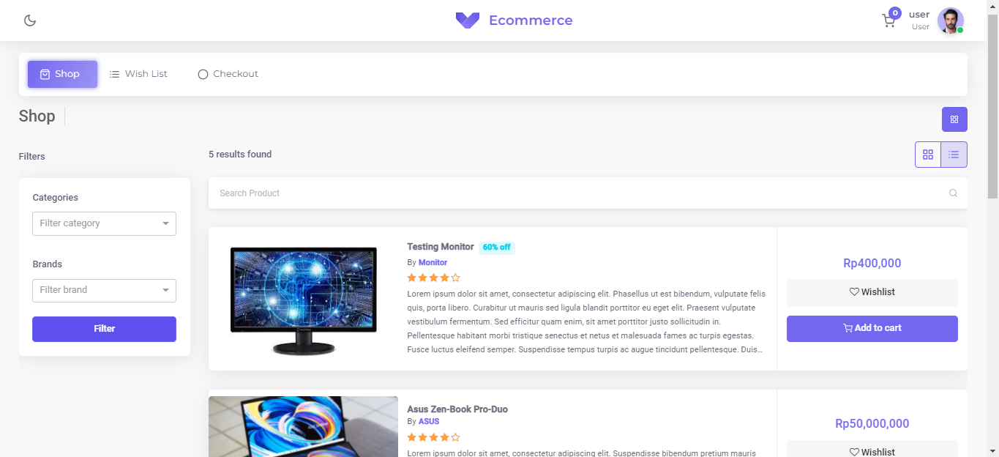 Ecommerce
0
user
User
Shop
Wish List
Checkout
Shop
Filters
5 results found
Categories
Filter category
Brands
Filter brand
Filter
Search Product
Testing Monitor 60% off
By Monitor
Lorem ipsum dolor sit amet, consectetur adipiscing elit. Phasellus ut est bibendum, vulputate felis
quis, porta libero. Curabitur ut mauris sed ligula blandit porttitor eu eget elit. Praesent vulputate
vestibulum fermentum. Sed efficitur quam enim, sit amet porttitor justo sollicitudin in.
Pellentesque habitant morbi tristique senectus et netus et malesuada fames ac turpis egestas.
Fusce luctus eleifend semper. Suspendisse tempus turpis ac augue tincidunt pellentesque. Duis...
Rp400,000
Wishlist
Add to cart
Asus Zen-Book Pro-Duo
By ASUS
Lorem ipsum dolor sit amet, consectetur adipiscing elit. Suspendisse bibendum pretium mauris
Rp50,000,000
Wishlist